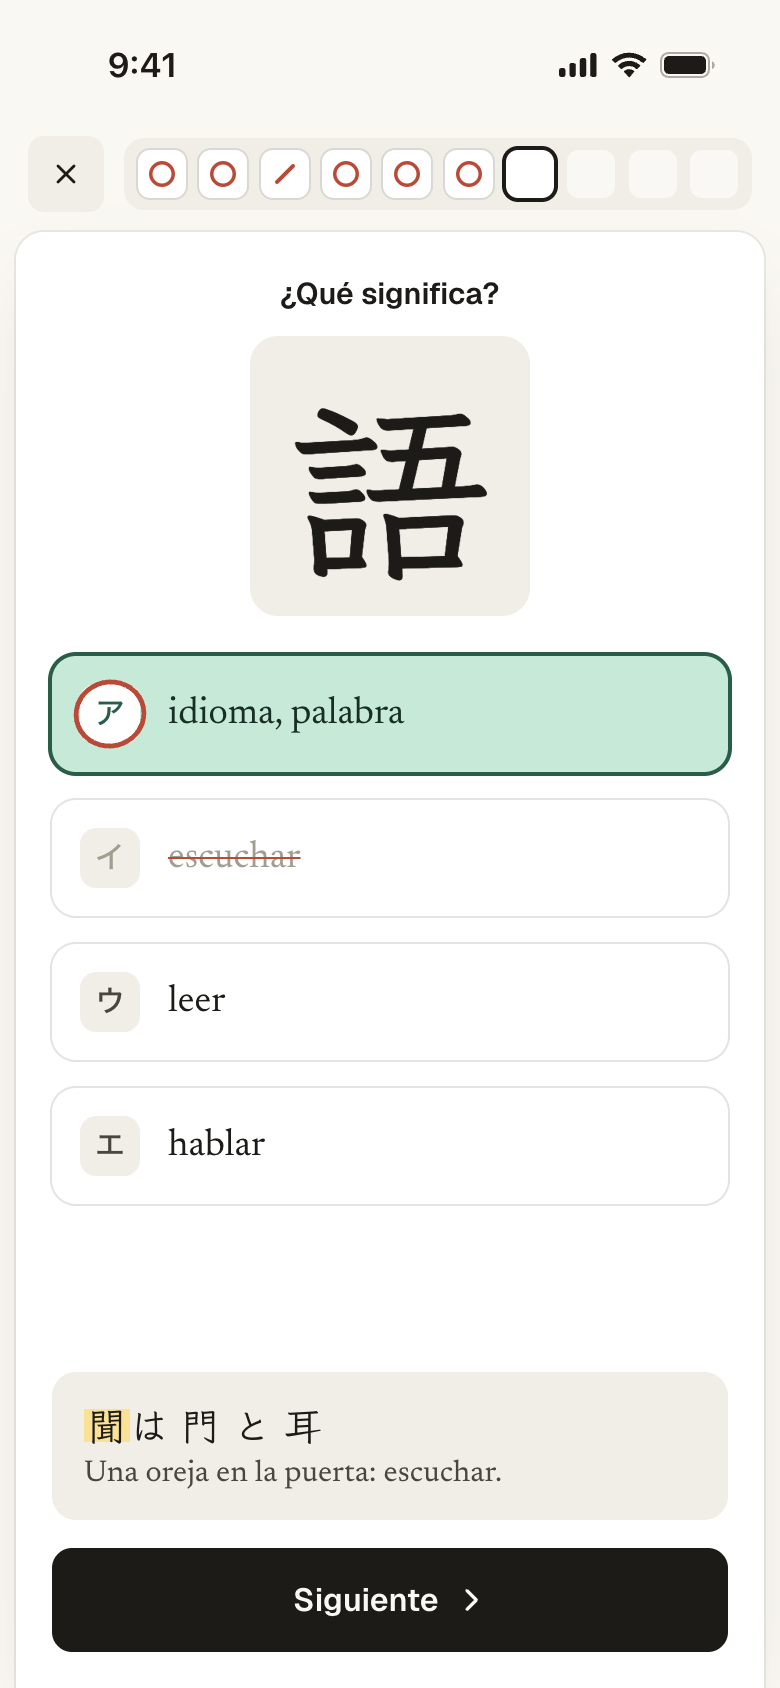 9:41
¿Qué significa?
語
ア idioma, palabra
イ escuchar
ウ leer
エ hablar
聞は 門 と 耳
Una oreja en la puerta: escuchar.
Siguiente